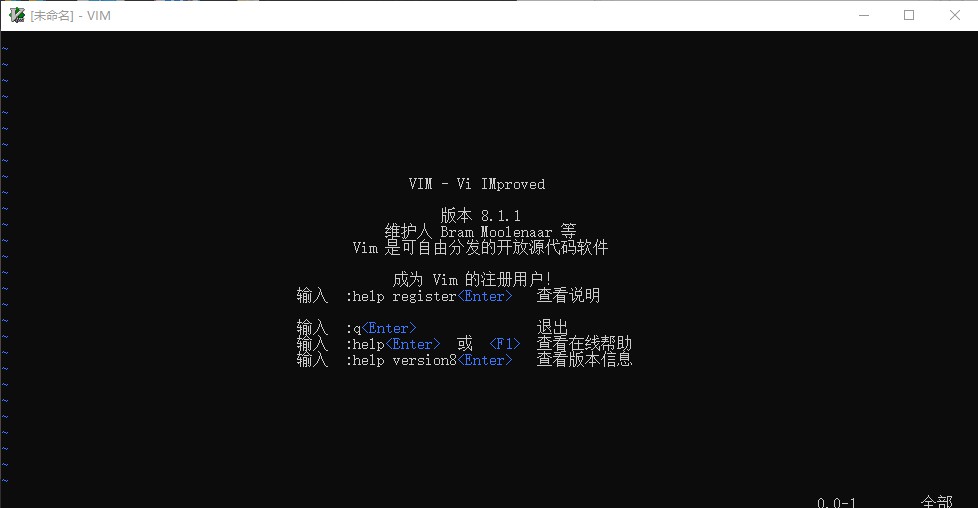 [未命名] - VIM
~
~
~
~
~
~
~
~
~
VIM - Vi IMproved
~
~
版本 8.1.1
~
维护人 Bram Moolenaar 等
~
Vim 是可自由分发的开放源代码软件
~
~
成为 Vim 的注册用户!
~
输入 :help register<Enter> 查看说明
~
~
输入 :q<Enter> 退出
~
输入 :help<Enter> 或 <F1> 查看在线帮助
~
输入 :help version8<Enter> 查看版本信息
~
~
~
~
~
~
~
~
0,0-1 全部